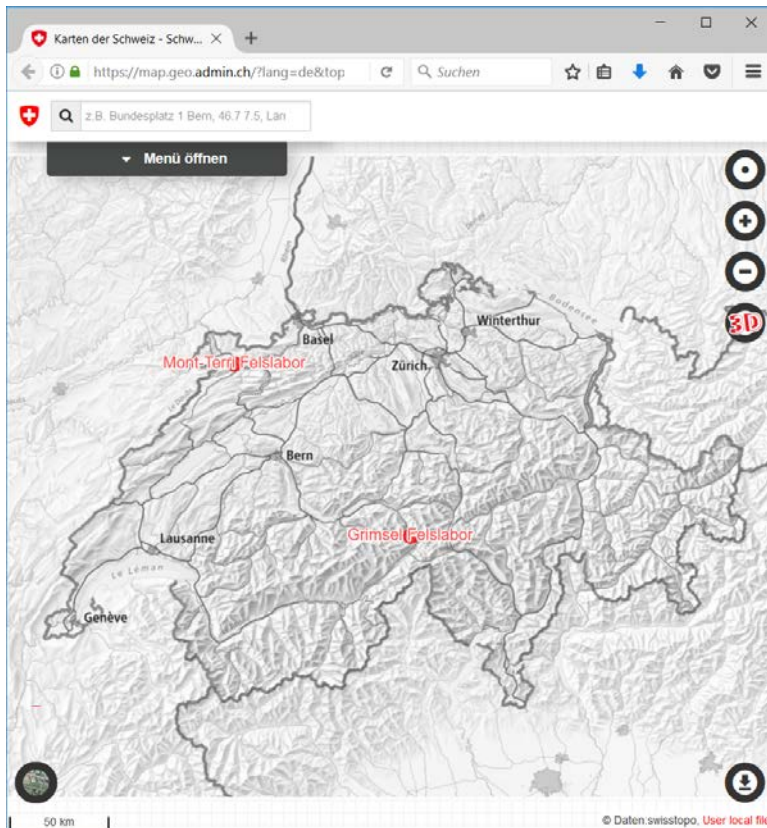 Karten der Schweiz - Schw...
https://map.geo.admin.ch/?lang=de&top
Suchen
z.B. Bundesplatz 1 Bern, 46.7 7.5, Lan
Menü öffnen
Bodensee
Winterthur
3D
Basel
Mont-Terri Felslabor
Zürich
Bern
Grimsel Felslabor
Lausanne
Le Léman
Genève
50 km
© Daten:swisstopo, User local file